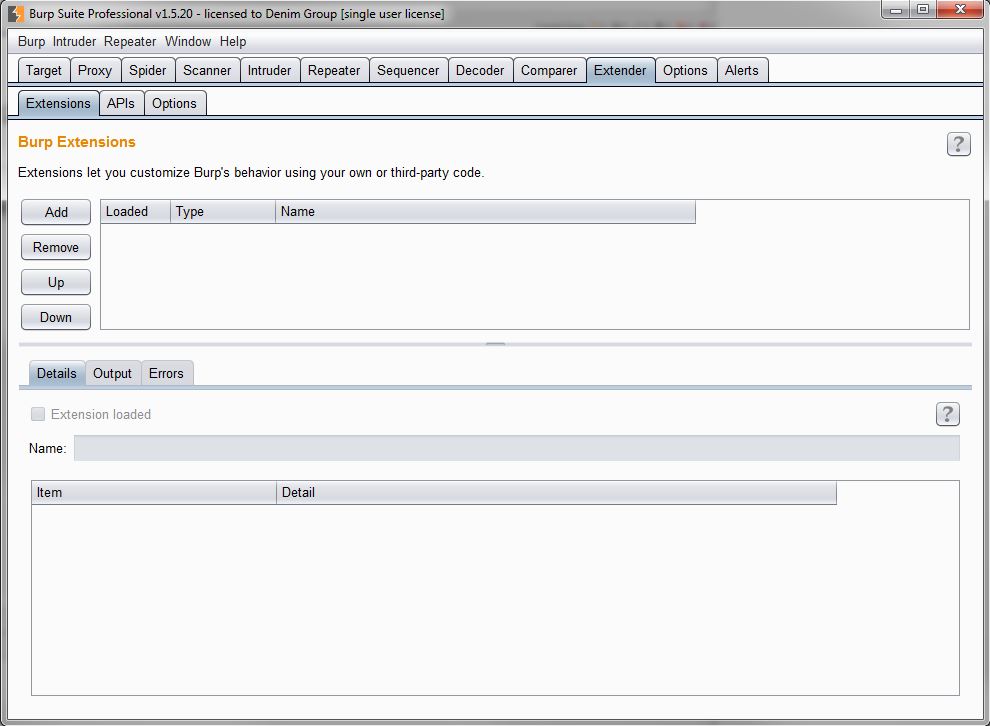 Burp Suite Professional v1.5.20 - licensed to Denim Group [single user license]
Burp Intruder Repeater Window Help
Target Proxy Spider Scanner Intruder Repeater Sequencer Decoder Comparer Extender Options Alerts
Extensions APIs Options
Burp Extensions
?
Extensions let you customize Burp's behavior using your own or third-party code.
Add
Loaded Type Name
Remove
Up
Down
Details Output Errors
Extension loaded
?
Name:
Item Detail